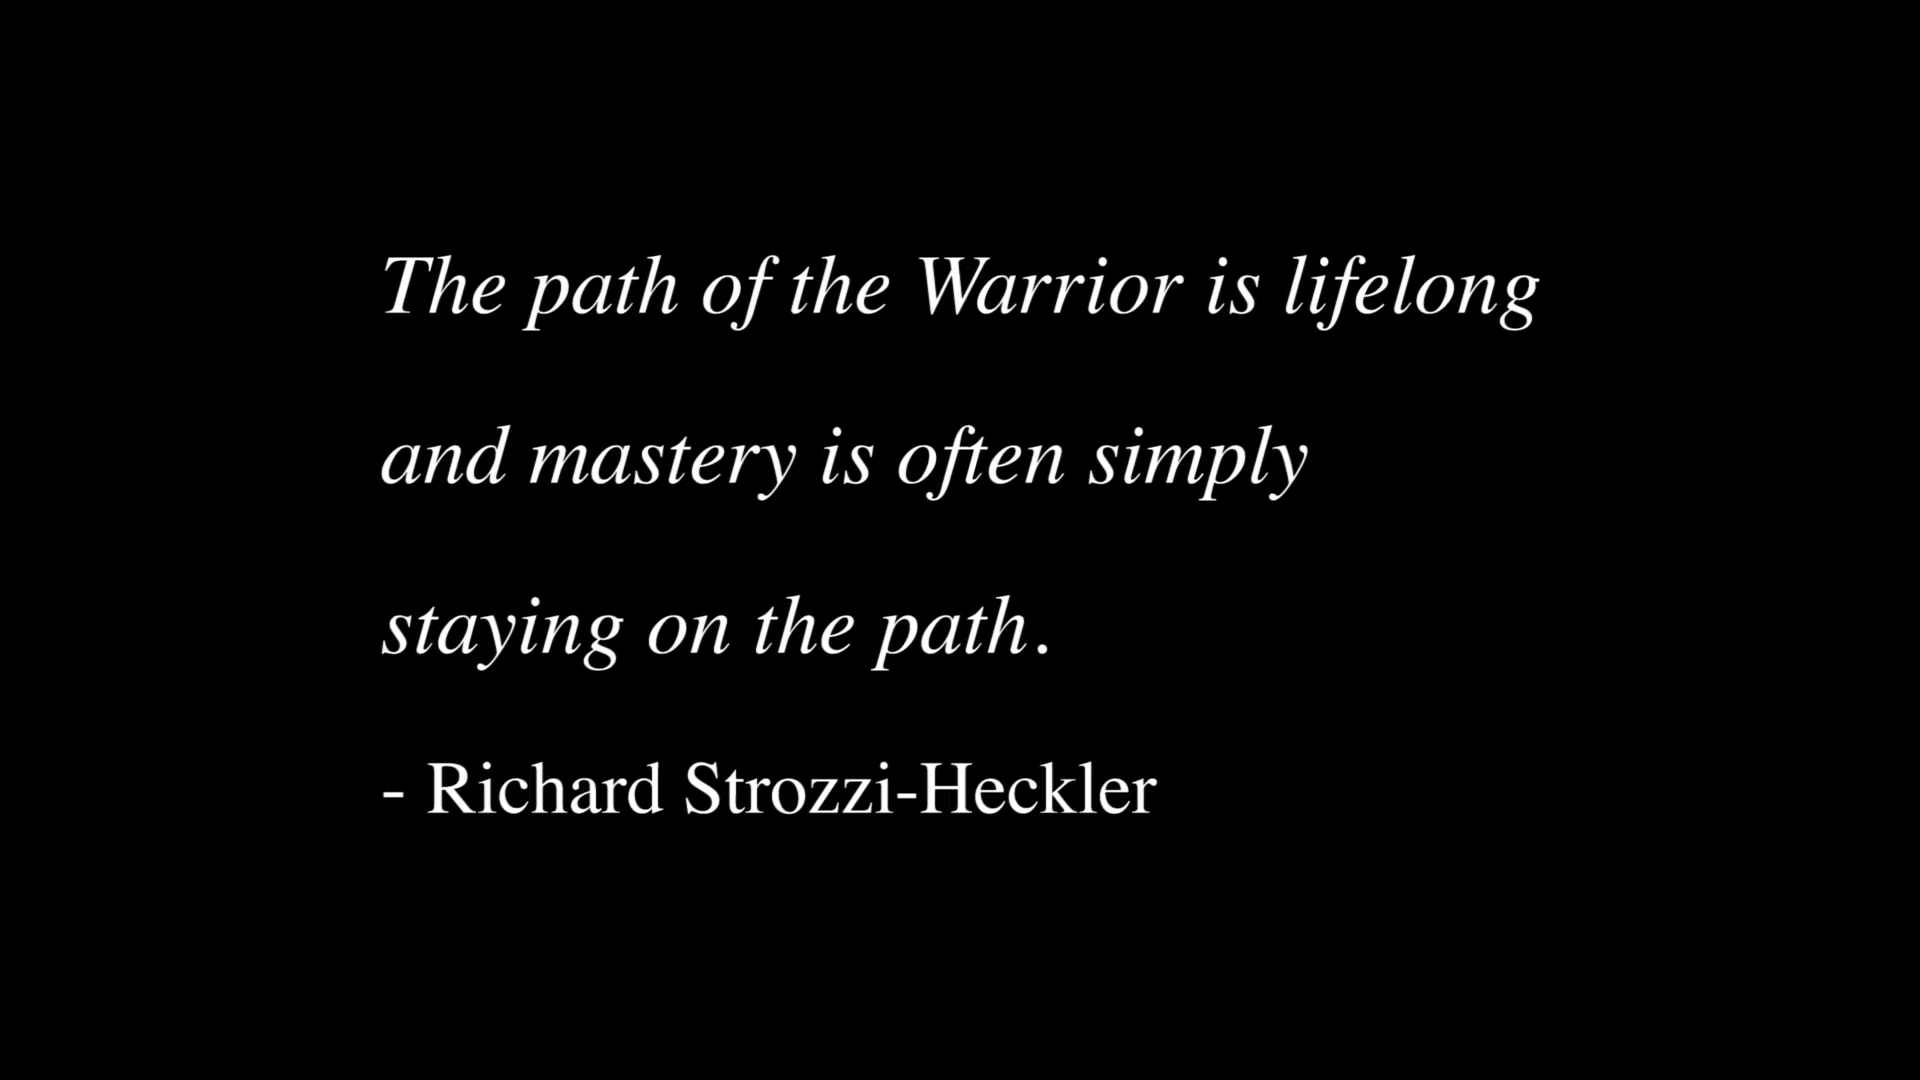 The path of the Warrior is lifelong
and mastery is often simply
staying on the path.
- Richard Strozzi-Heckler